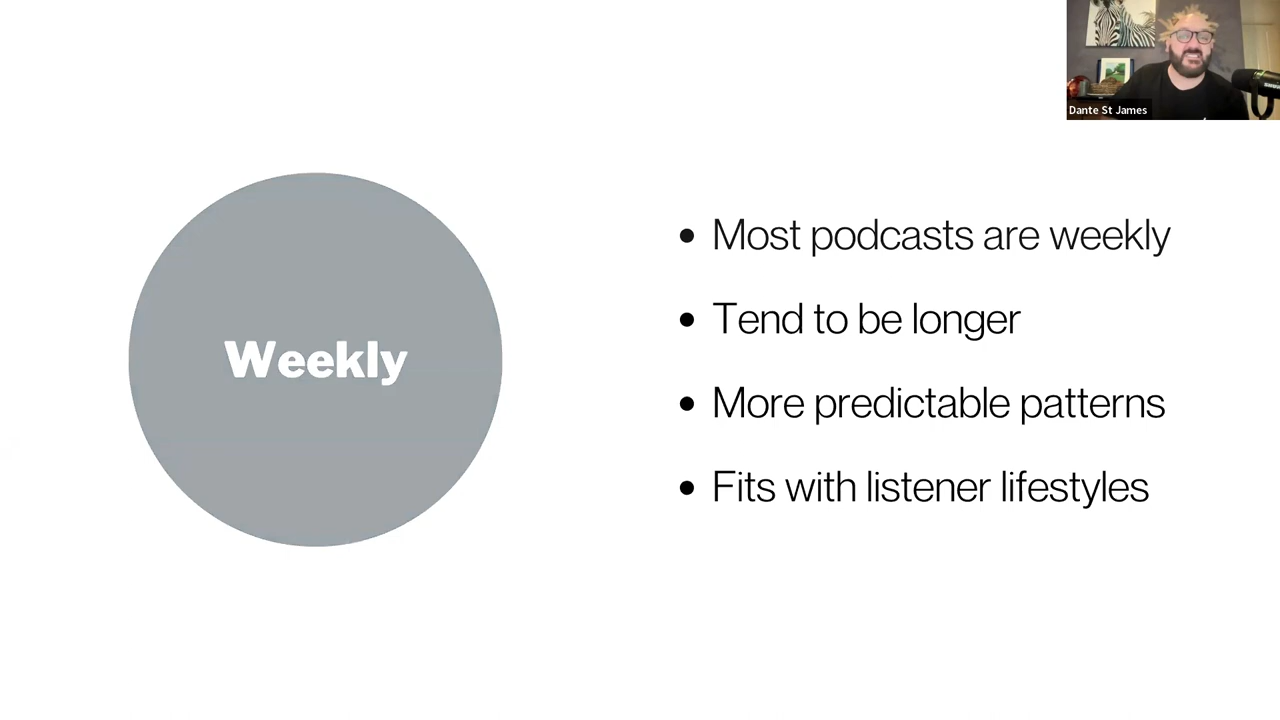 Dante St James
Weekly
Most podcasts are weekly
Tend to be longer
More predictable patterns
Fits with listener lifestyles